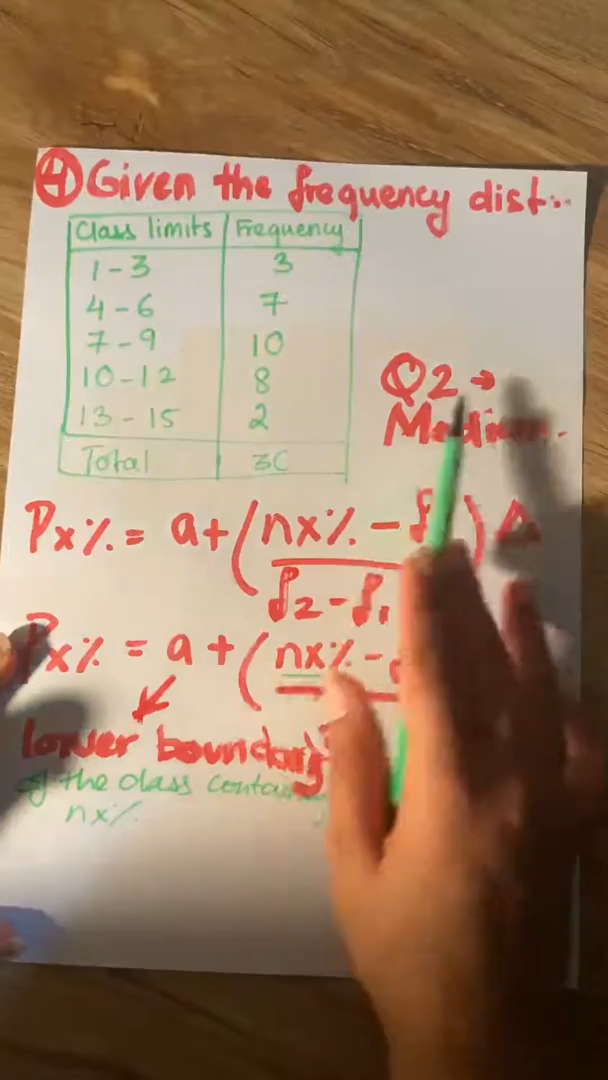 4 Given the frequency dist..
Class limits Frequency
1-3 3
4-6 7
7-9 10
10-12 8
13-15 2
Total 30
Q2 →
Px% = a+(nx% - f ) Δ
f2-f1
Px% = a+(nx% -
lower boundary
of the class
nx%